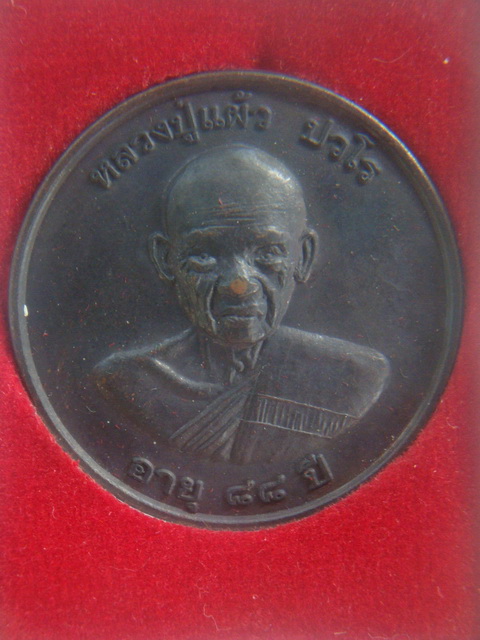 หลวงปู่แผ้ว ปวโร
อายุ ๘๘ ปี